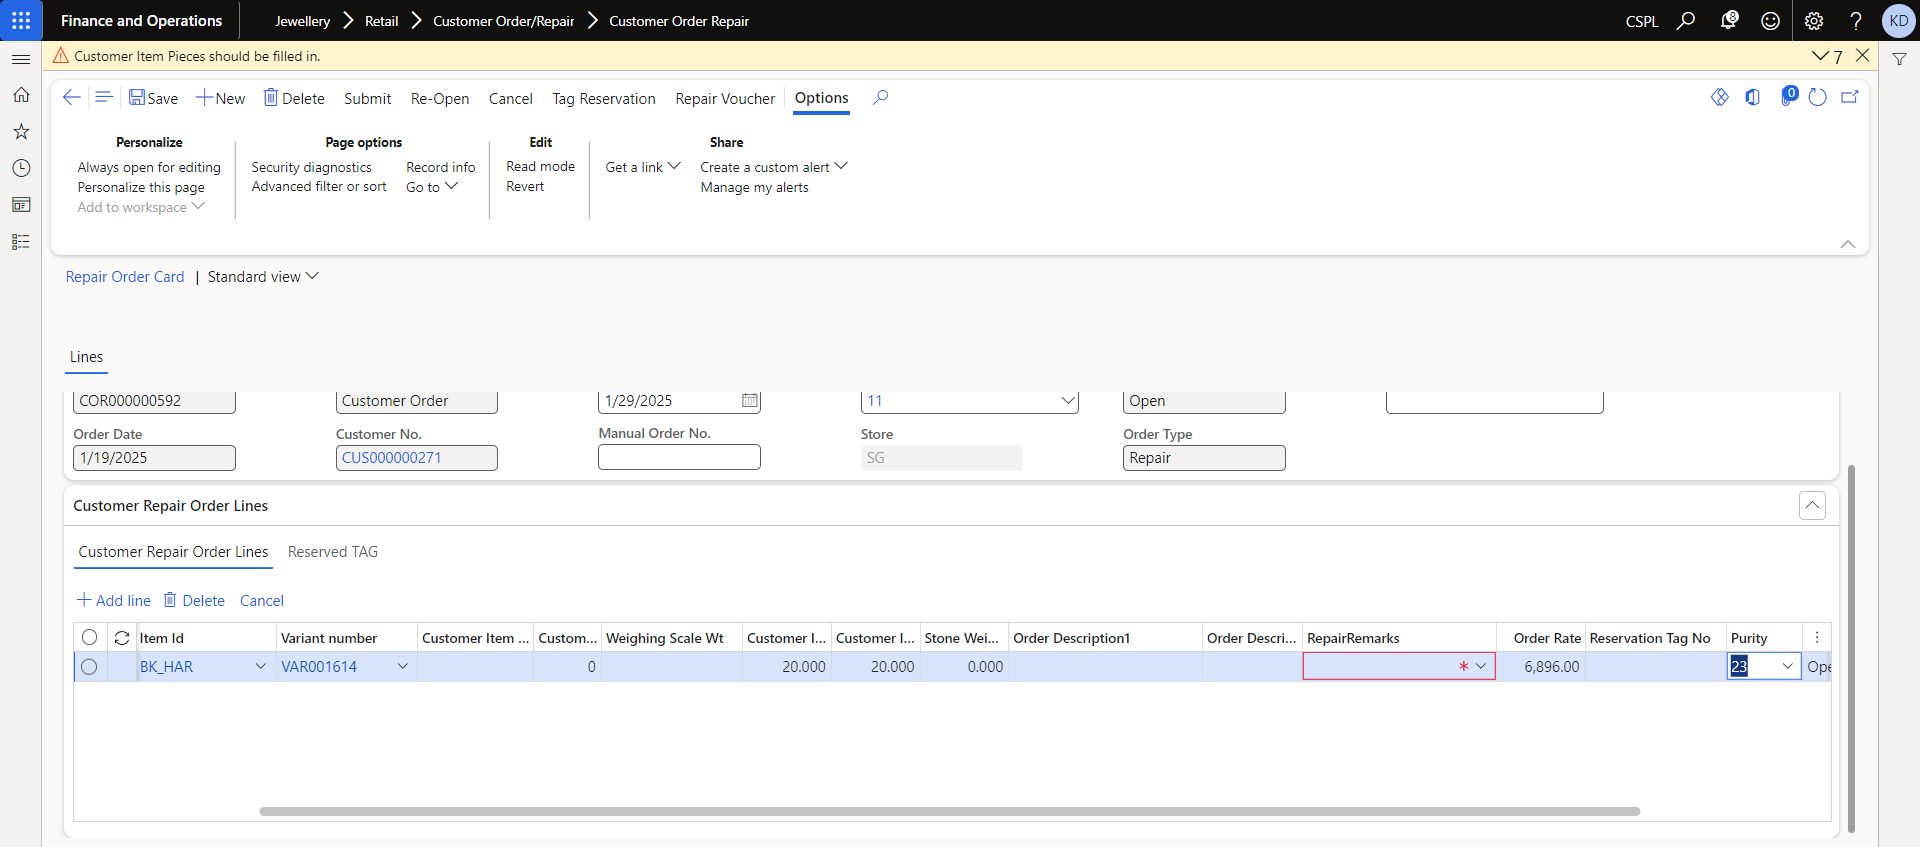 Finance and Operations
Jewellery
Retail
Customer Order/Repair
Customer Order Repair
CSPL
8
KD
Customer Item Pieces should be filled in.
7
Save
New
Delete
Submit
Re-Open
Cancel
Tag Reservation
Repair Voucher
Options
0
Personalize
Always open for editing
Personalize this page
Add to workspace
Page options
Security diagnostics
Advanced filter or sort
Record info
Go to
Edit
Read mode
Revert
Get a link
Share
Create a custom alert
Manage my alerts
Repair Order Card | Standard view
Lines
COR000000592
Customer Order
1/29/2025
11
Open
Order Date
Customer No.
Manual Order No.
Store
Order Type
1/19/2025
CUS000000271
SG
Repair
Customer Repair Order Lines
Customer Repair Order Lines
Reserved TAG
Add line
Delete
Cancel
Item Id
Variant number
Customer Item ...
Custom...
Weighing Scale Wt
Customer I...
Customer I...
Stone Wei...
Order Description1
Order Descri...
RepairRemarks
Order Rate
Reservation Tag No
Purity
BK_HAR
VAR001614
0
20.000
20.000
0.000
*
6,896.00
23
Ope